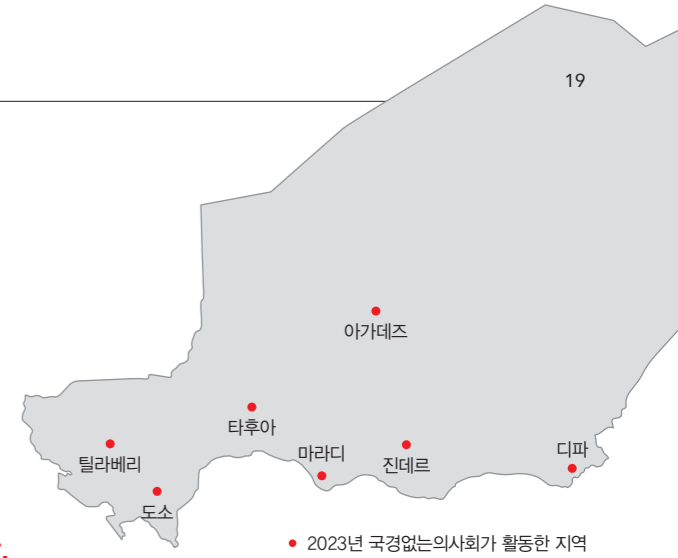 19
아가데즈
타후아
마라디
진데르
디파
틸라베리
도소
2023년 국경없는의사회가 활동한 지역